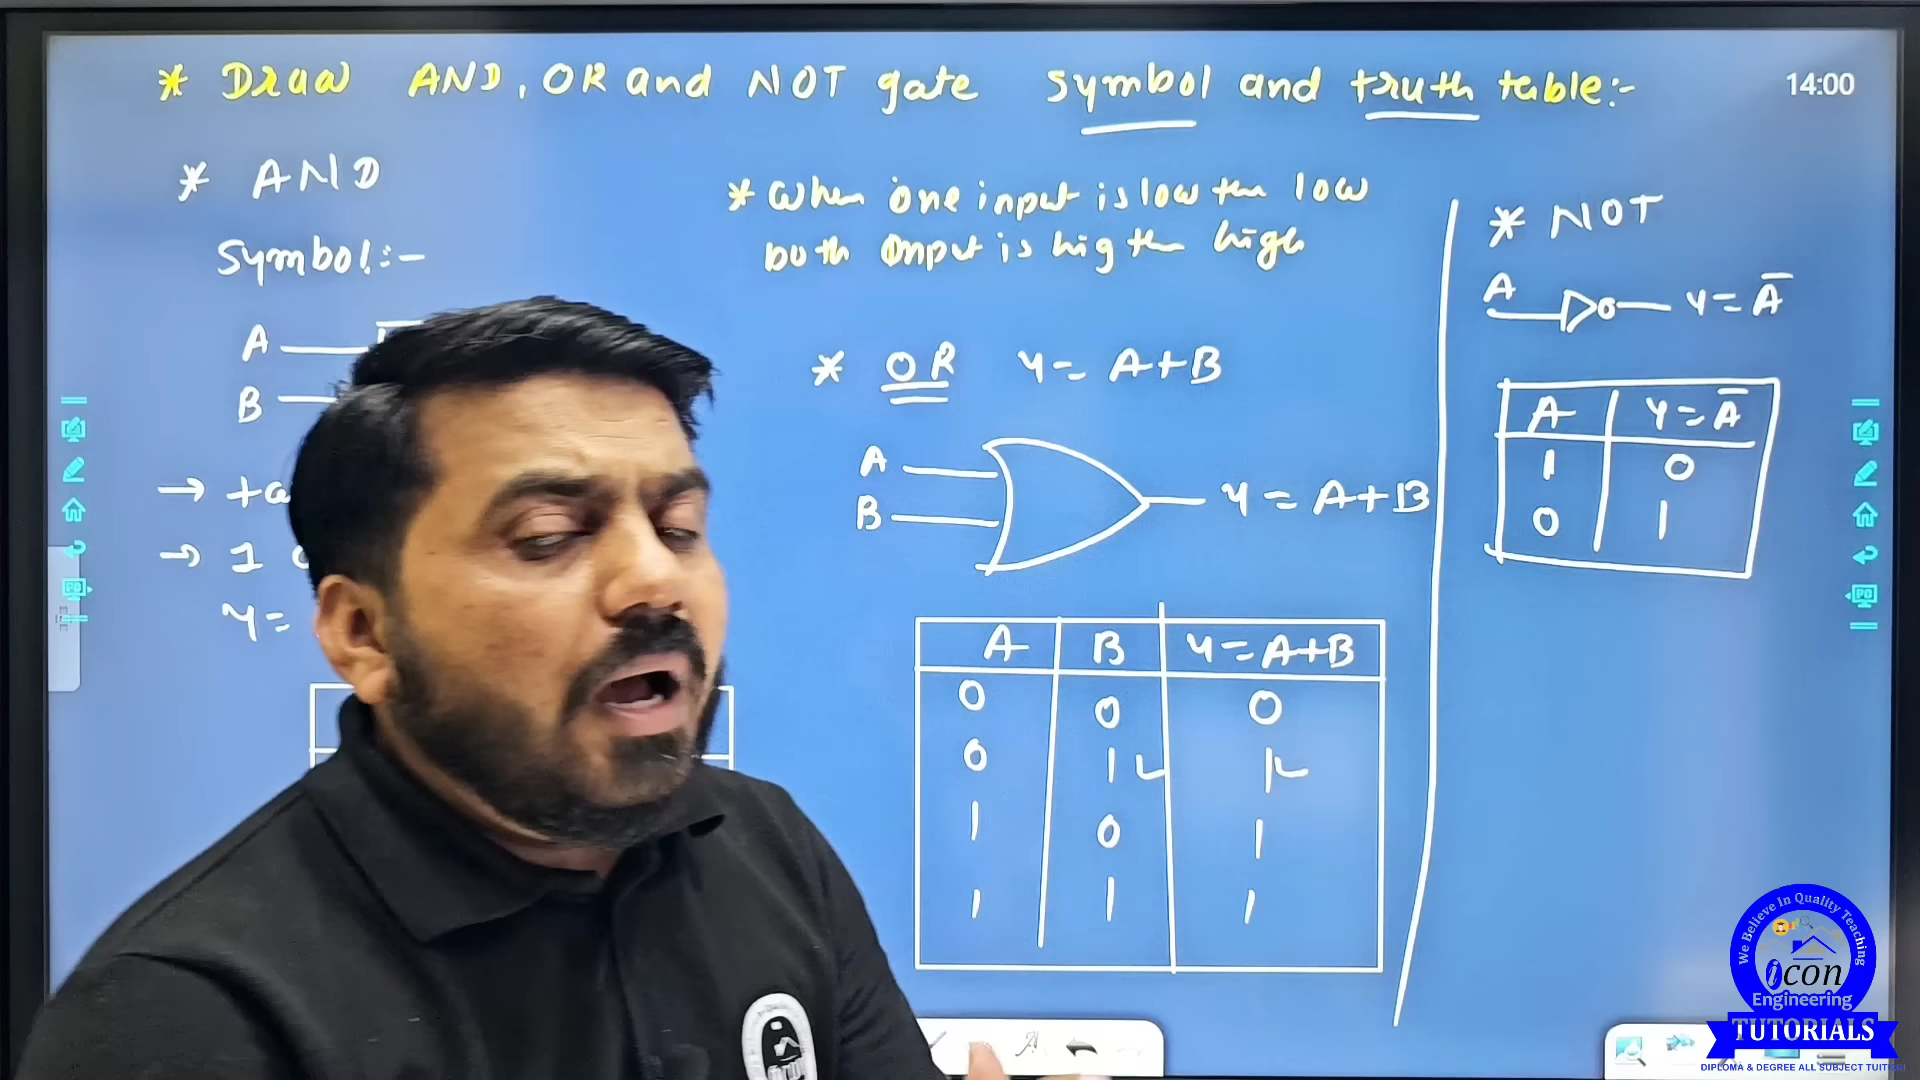 * Draw AND, OR and NOT gate symbol and truth table:-
14:00
* AND
Symbol:-
A
B
→ 1
Y=
* When one input is low then low
both input is hig then high
* OR Y= A+B
A
B
Y = A+B
A B Y=A+B
0 0 0
0 1 1
1 0 1
1 1 1
* NOT
A
Y= A̅
A Y= A̅
1 0
0 1
We Believe In Quality Teaching
icon
Engineering
TUTORIALS
DIPLOMA & DEGREE ALL SUBJECT TUITION